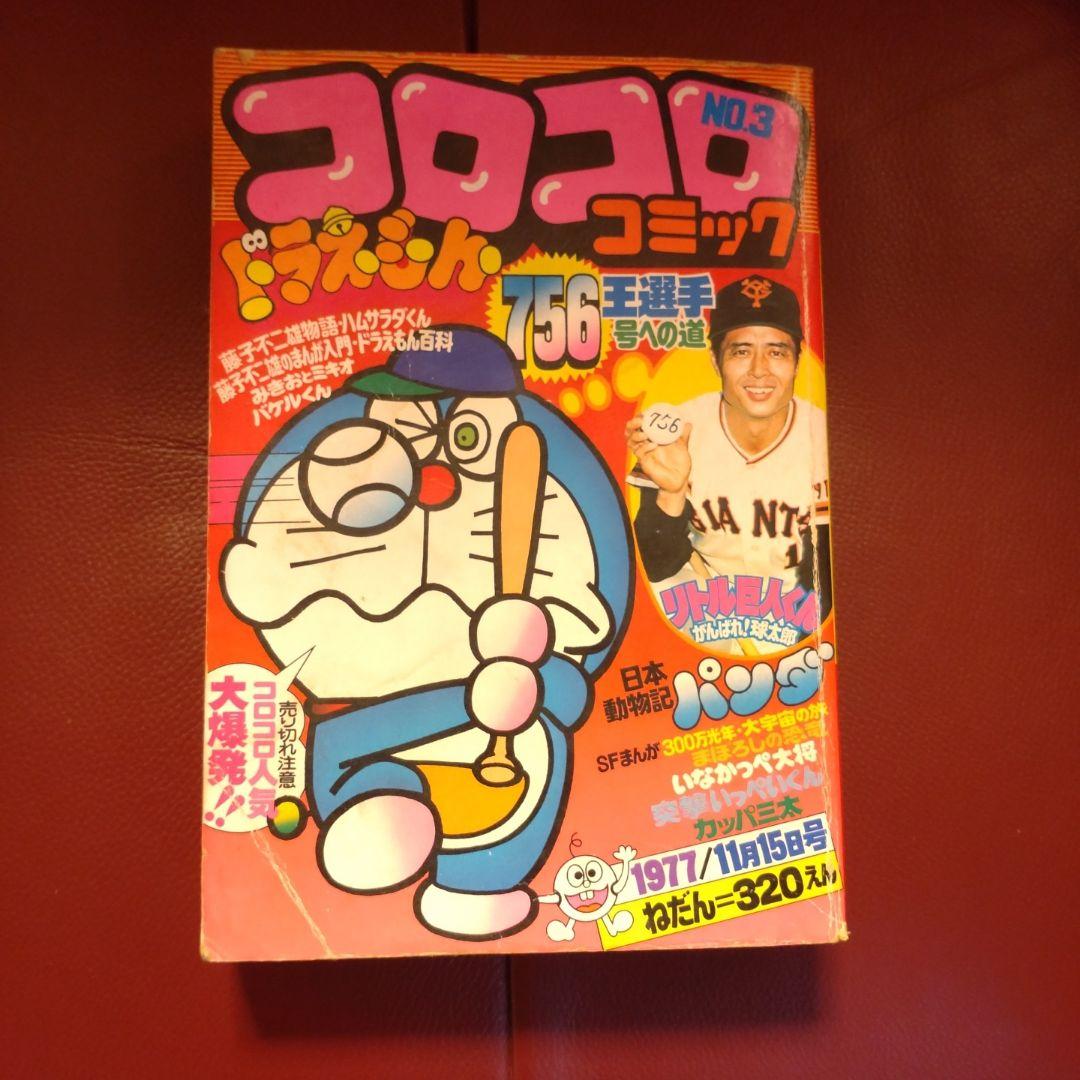 コロコロ
NO.3
コミック
ドラえもん
756
王選手
号への道
藤子不二雄物語・ハムサラダくん
藤子不二雄のまんが入門・ドラえもん百科
みきおとミキオ
バケルくん
YG
756
GIANTS
1
リトル巨人くん
がんばれ!球太郎
日本
動物記
パンダ
SFまんが
300万光年・大宇宙の旅
まぼろしの恐竜
いなかっぺ大将
突撃いっぺいくん
カッパ三太
売り切れ注意
コロコロ人気
大爆発!!
1977/11月15日号
ねだん=320えん